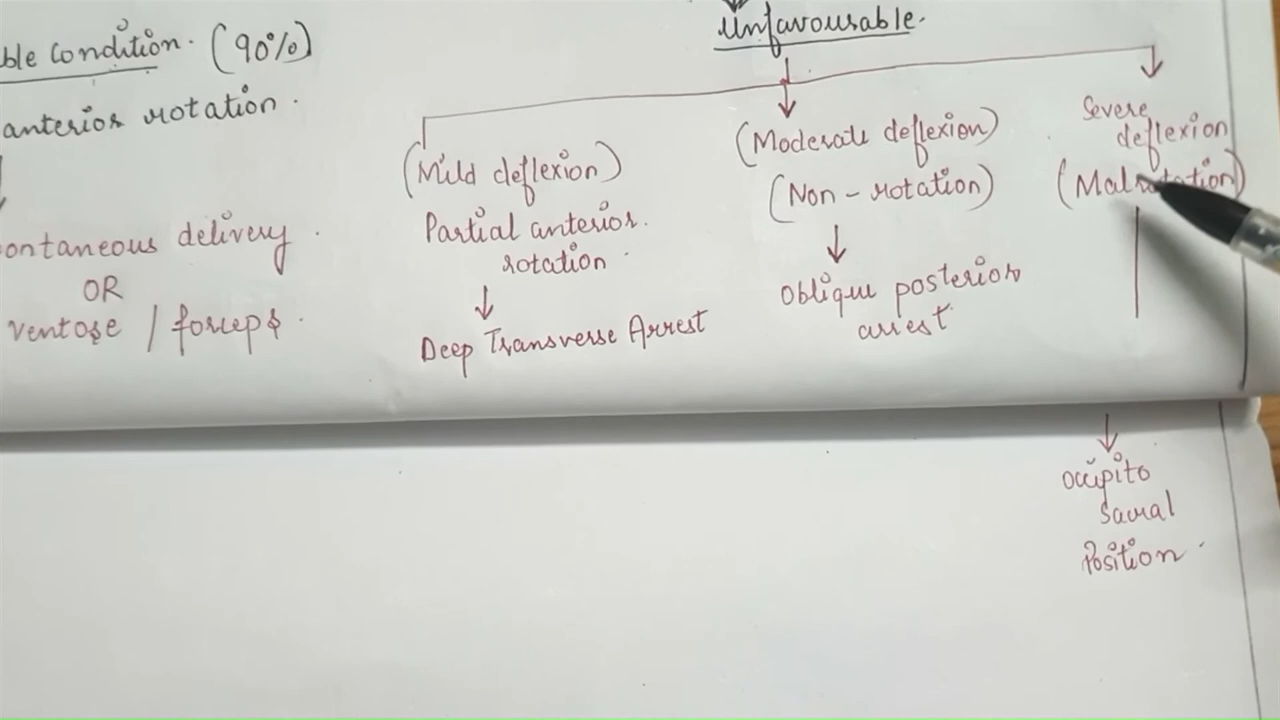 ble condition. (90%)
anterior rotation.
ontaneous delivery.
OR
ventose / forceps.
Unfavourable.
(Mild deflexion)
Partial anterior.
rotation
Deep Transverse Arrest
(Moderate deflexion)
(Non - rotation)
Oblique posterior
arrest
Severe
deflexion
(Malrotation)
Occipito
Sacral
Position.